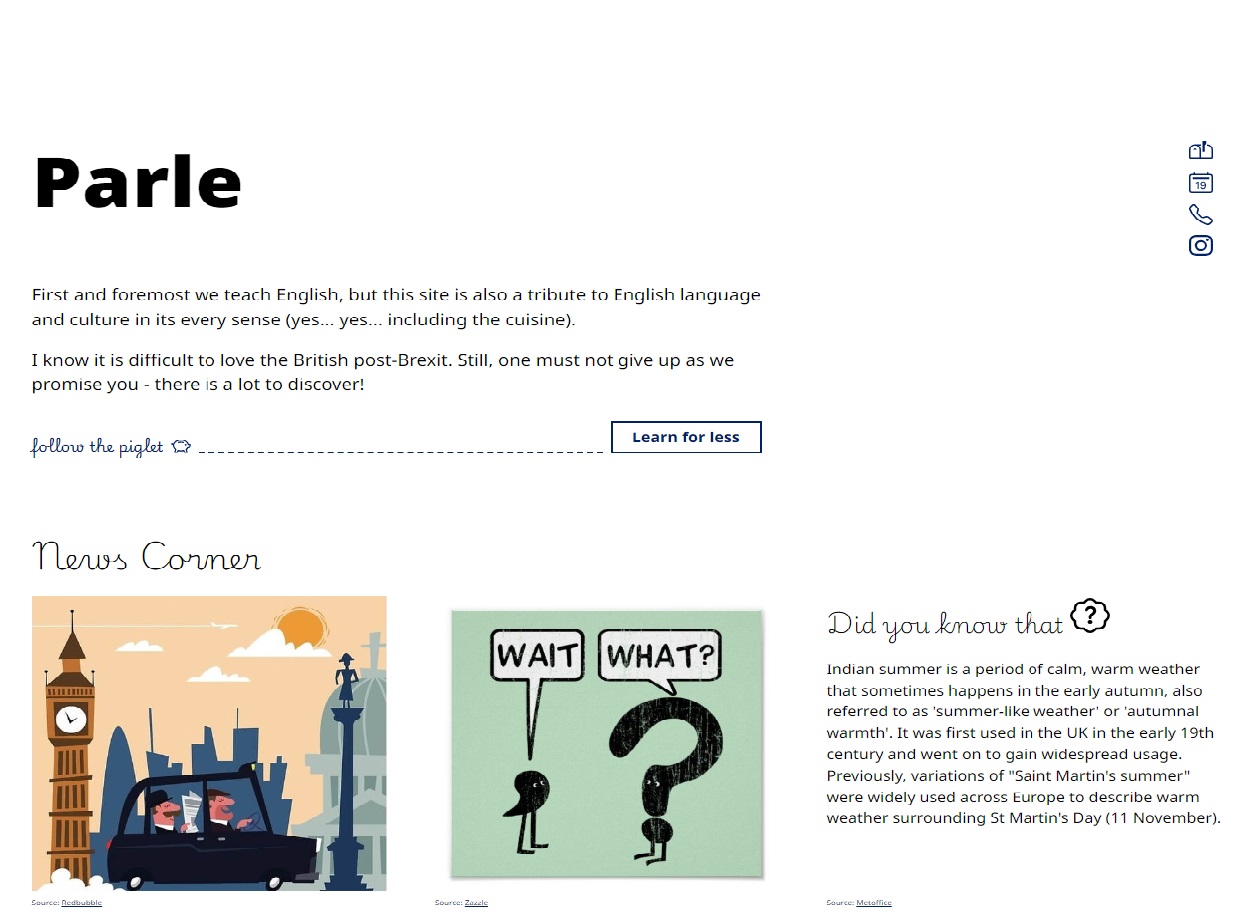 Parle
19
First and foremost we teach English, but this site is also a tribute to English language
and culture in its every sense (yes... yes... including the cuisine).
I know it is difficult to love the British post-Brexit. Still, one must not give up as we
promise you - there is a lot to discover!
follow the piglet
Learn for less
News Corner
WAIT
WHAT?
Did you know that
?
Indian summer is a period of calm, warm weather
that sometimes happens in the early autumn, also
referred to as 'summer-like weather' or 'autumnal
warmth'. It was first used in the UK in the early 19th
century and went on to gain widespread usage.
Previously, variations of "Saint Martin's summer"
were widely used across Europe to describe warm
weather surrounding St Martin's Day (11 November).
Source: Redbubble
Source: Zazzle
Source: Metoffice